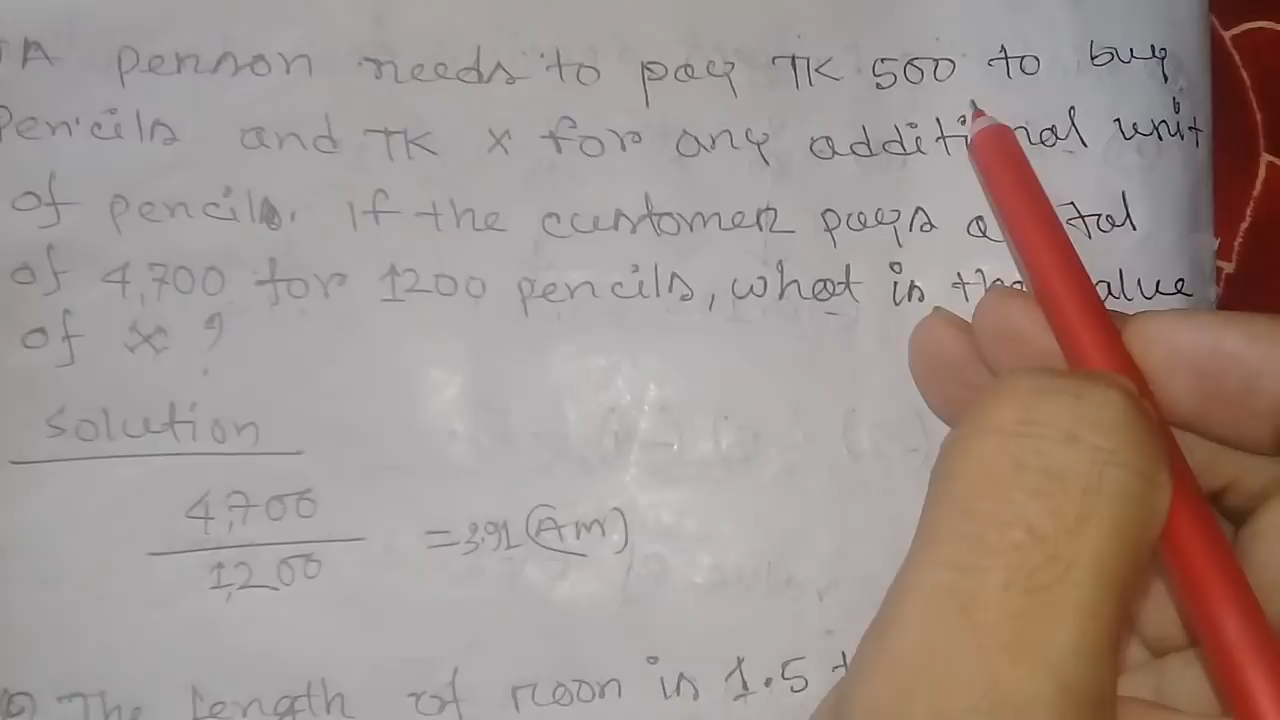 A person needs to pay TK 500 to buy
Pencils and TK x for any additional unit
of pencils. If the customer pays a
of 4,700 for 1200 pencils, what is the
of x ?
solution
4,700
1,200
= 3.91 (Am)
The length of room is 1.5